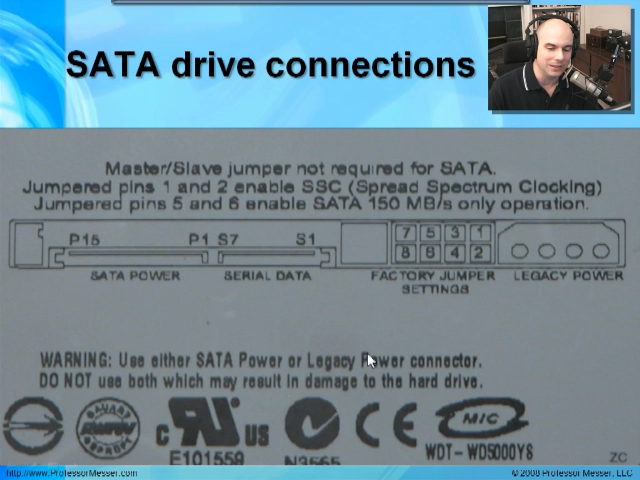 SATA drive connections
Master/Slave jumper not required for SATA.
Jumpered pins 1 and 2 enable SSC (Spread Spectrum Clocking)
Jumpered pins 5 and 6 enable SATA 150 MB/s only operation.
P15 P1 S7 S1 7 5 3 1
8 6 4 2
SATA POWER SERIAL DATA FACTORY JUMPER SETTINGS LEGACY POWER
WARNING: Use either SATA Power or Legacy Power connector.
DO NOT use both which may result in damage to the hard drive.
c US CE MIC
E101559 N3665 WDT-WD5000YS
ZC
http://www.ProfessorMesser.com © 2008 Professor Messer, LLC